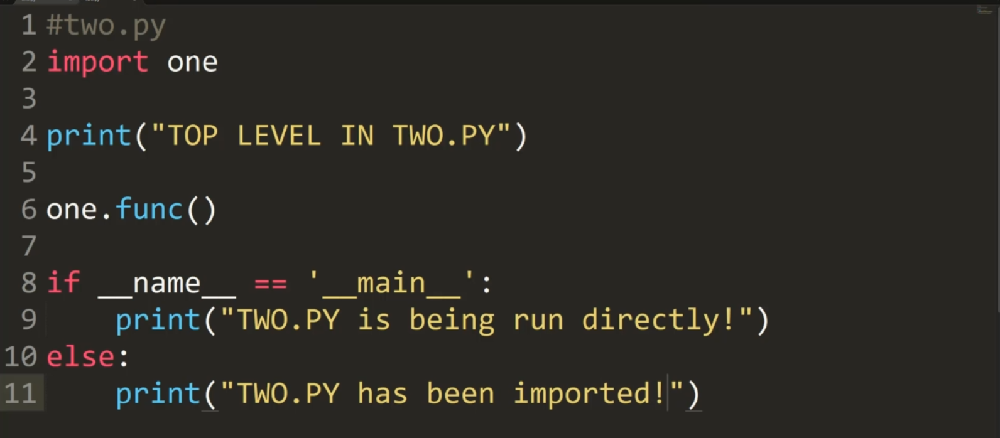 1 #two.py
2 import one
3
4 print("TOP LEVEL IN TWO.PY")
5
6 one.func()
7
8 if __name__ == '__main__':
9     print("TWO.PY is being run directly!")
10 else:
11     print("TWO.PY has been imported!")